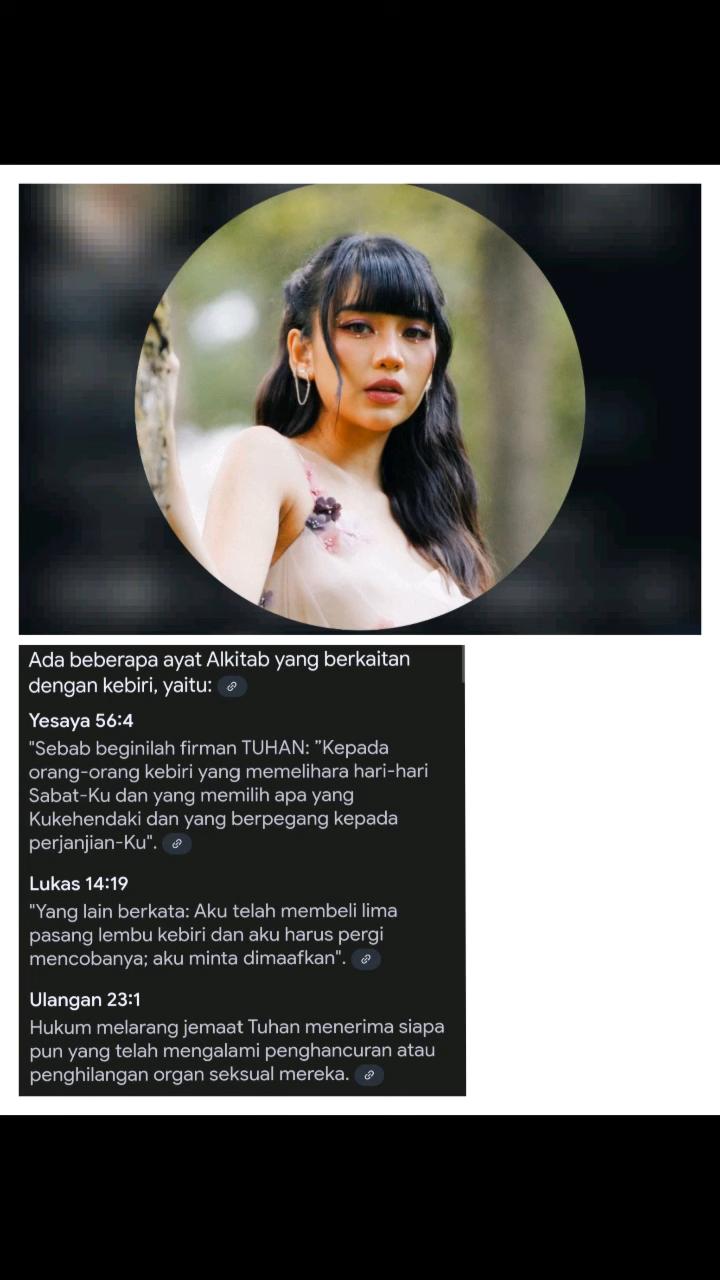 Ada beberapa ayat Alkitab yang berkaitan
dengan kebiri, yaitu:
Yesaya 56:4
"Sebab beginilah firman TUHAN: ”Kepada
orang-orang kebiri yang memelihara hari-hari
Sabat-Ku dan yang memilih apa yang
Kukehendaki dan yang berpegang kepada
perjanjian-Ku".
Lukas 14:19
"Yang lain berkata: Aku telah membeli lima
pasang lembu kebiri dan aku harus pergi
mencobanya; aku minta dimaafkan".
Ulangan 23:1
Hukum melarang jemaat Tuhan menerima siapa
pun yang telah mengalami penghancuran atau
penghilangan organ seksual mereka.